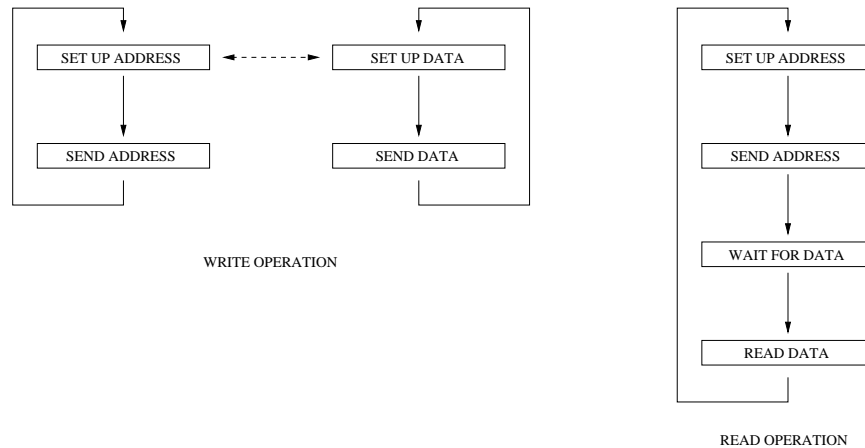 SET UP ADDRESS
SET UP DATA
SEND ADDRESS
SEND DATA
WRITE OPERATION
SET UP ADDRESS
SEND ADDRESS
WAIT FOR DATA
READ DATA
READ OPERATION